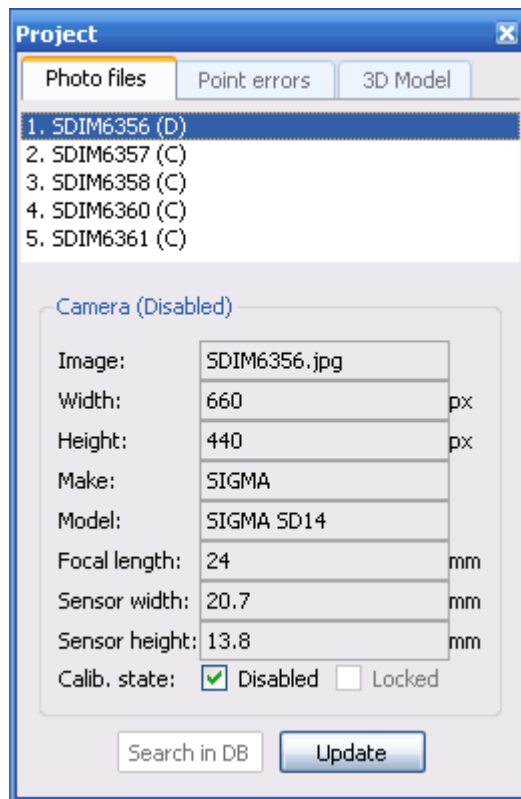 Project
Photo files Point errors 3D Model
1. SDIM6356 (D)
2. SDIM6357 (C)
3. SDIM6358 (C)
4. SDIM6360 (C)
5. SDIM6361 (C)
Camera (Disabled)
Image: SDIM6356.jpg
Width: 660 px
Height: 440 px
Make: SIGMA
Model: SIGMA SD14
Focal length: 24 mm
Sensor width: 20.7 mm
Sensor height: 13.8 mm
Calib. state: Disabled Locked
Search in DB Update